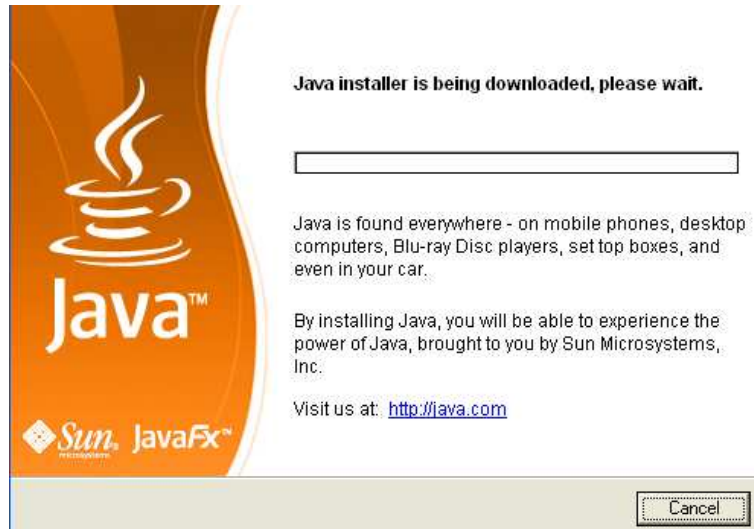 Java installer is being downloaded, please wait.
Java is found everywhere - on mobile phones, desktop
computers, Blu-ray Disc players, set top boxes, and
even in your car.
By installing Java, you will be able to experience the
power of Java, brought to you by Sun Microsystems,
Inc.
Visit us at: http://java.com
Java™
Sun microsystems JavaFX™
Cancel